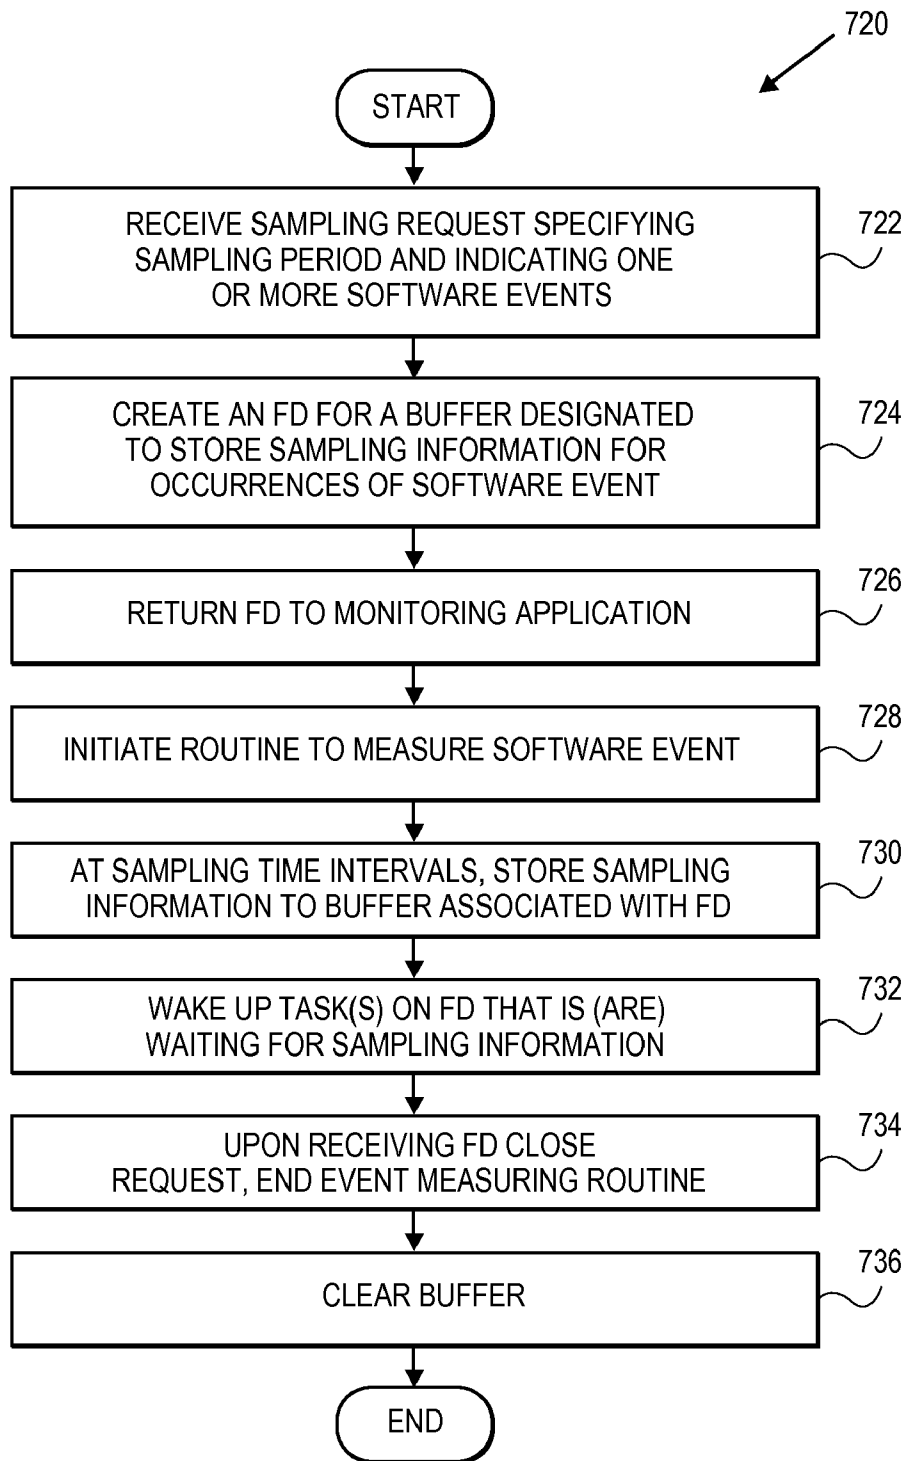 720
START
RECEIVE SAMPLING REQUEST SPECIFYING
SAMPLING PERIOD AND INDICATING ONE
OR MORE SOFTWARE EVENTS
722
CREATE AN FD FOR A BUFFER DESIGNATED
TO STORE SAMPLING INFORMATION FOR
OCCURRENCES OF SOFTWARE EVENT
724
RETURN FD TO MONITORING APPLICATION
726
INITIATE ROUTINE TO MEASURE SOFTWARE EVENT
728
AT SAMPLING TIME INTERVALS, STORE SAMPLING
INFORMATION TO BUFFER ASSOCIATED WITH FD
730
WAKE UP TASK(S) ON FD THAT IS (ARE)
WAITING FOR SAMPLING INFORMATION
732
UPON RECEIVING FD CLOSE
REQUEST, END EVENT MEASURING ROUTINE
734
CLEAR BUFFER
736
END